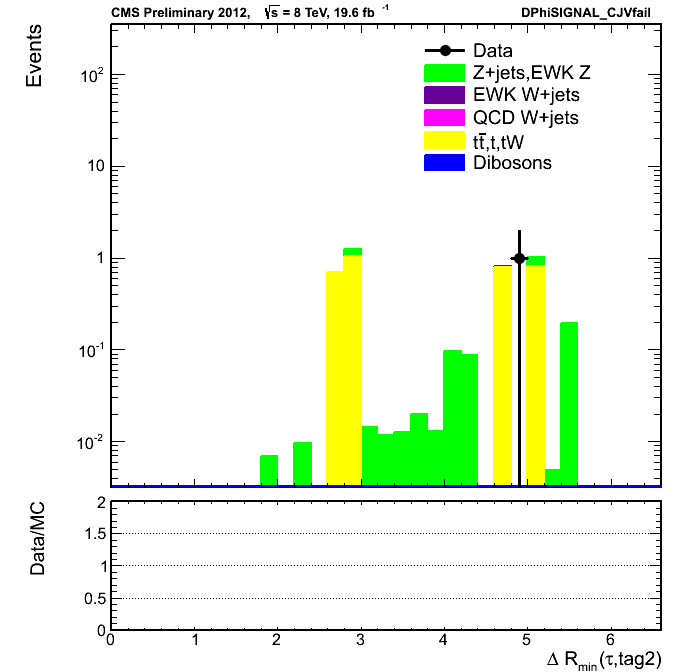 CMS Preliminary 2012, √s = 8 TeV, 19.6 fb⁻¹ DPhiSIGNAL_CJVfail
Events
Data
Z+jets,EWK Z
EWK W+jets
QCD W+jets
tt̄,t,tW
Dibosons
10²
10
1
10⁻¹
10⁻²
Data/MC
2
1.5
1
0.5
0
0 1 2 3 4 5 6
Δ R_min(τ,tag2)